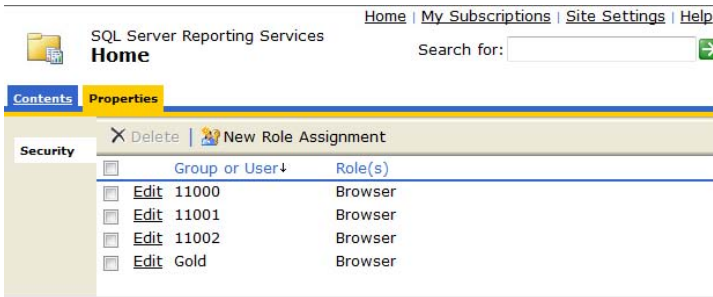 Home | My Subscriptions | Site Settings | Help
SQL Server Reporting Services
Home
Search for:
Contents Properties
Security
Delete | New Role Assignment
Group or User↓ Role(s)
Edit 11000 Browser
Edit 11001 Browser
Edit 11002 Browser
Edit Gold Browser